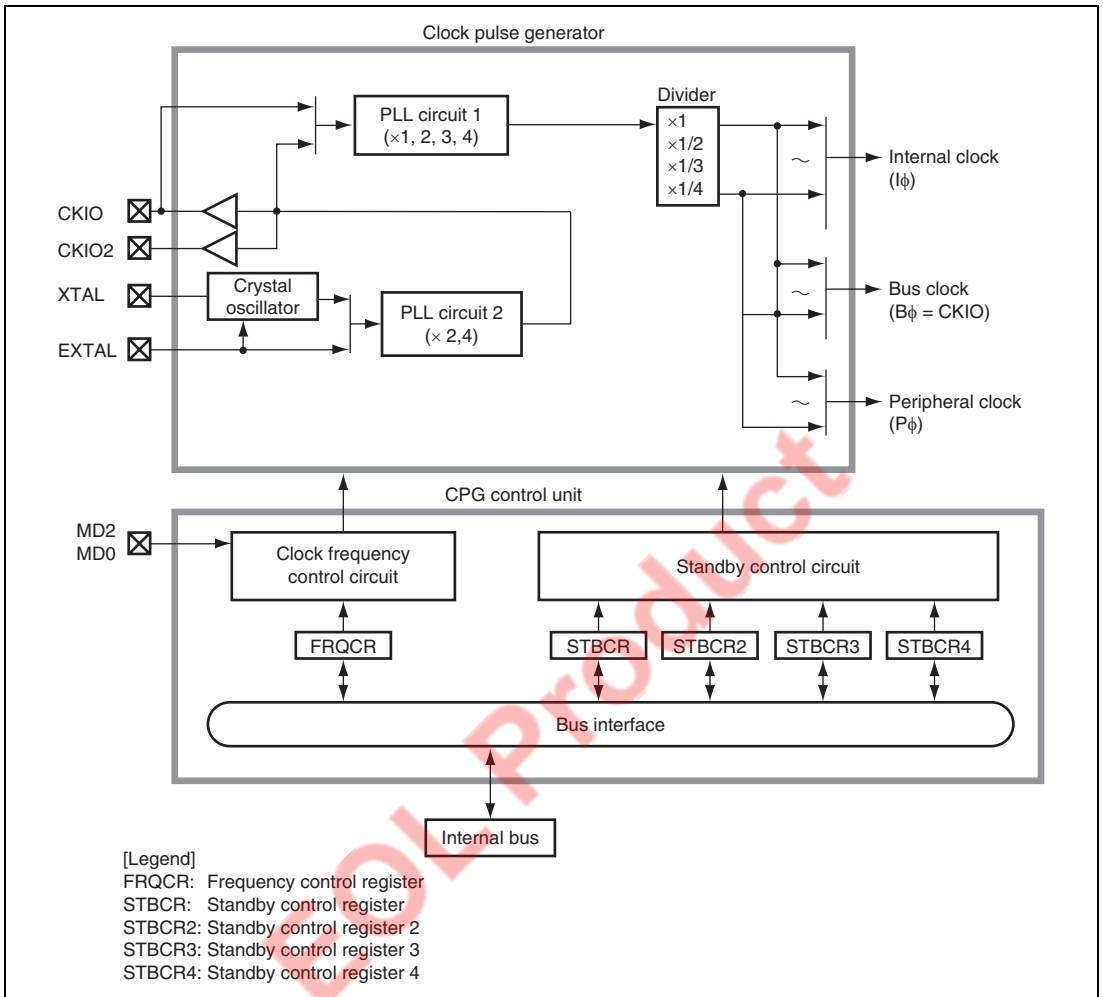 Clock pulse generator
Divider
PLL circuit 1
(×1, 2, 3, 4)
×1
×1/2
×1/3
×1/4
Internal clock
(Iϕ)
CKIO
CKIO2
XTAL
Crystal
oscillator
PLL circuit 2
(× 2,4)
EXTAL
Bus clock
(Bϕ = CKIO)
Peripheral clock
(Pϕ)
CPG control unit
MD2
MD0
Clock frequency
control circuit
Standby control circuit
FRQCR
STBCR
STBCR2
STBCR3
STBCR4
Bus interface
Internal bus
[Legend]
FRQCR: Frequency control register
STBCR: Standby control register
STBCR2: Standby control register 2
STBCR3: Standby control register 3
STBCR4: Standby control register 4
EOL Product